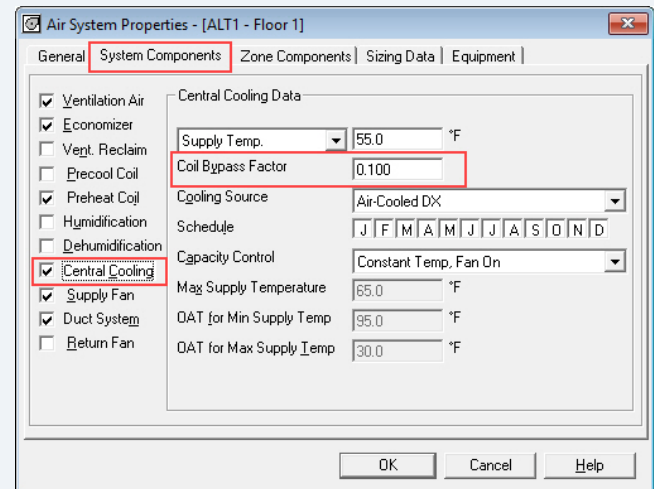 Air System Properties - [ALT1 - Floor 1]
General System Components Zone Components Sizing Data Equipment
Ventilation Air
Economizer
Vent. Reclaim
Precool Coil
Preheat Coil
Humidification
Dehumidification
Central Cooling
Supply Fan
Duct System
Return Fan
Central Cooling Data
Supply Temp. 55.0 °F
Coil Bypass Factor 0.100
Cooling Source Air-Cooled DX
Schedule J F M A M J J A S O N D
Capacity Control Constant Temp, Fan On
Max Supply Temperature 65.0 °F
OAT for Min Supply Temp 95.0 °F
OAT for Max Supply Temp 30.0 °F
OK Cancel Help